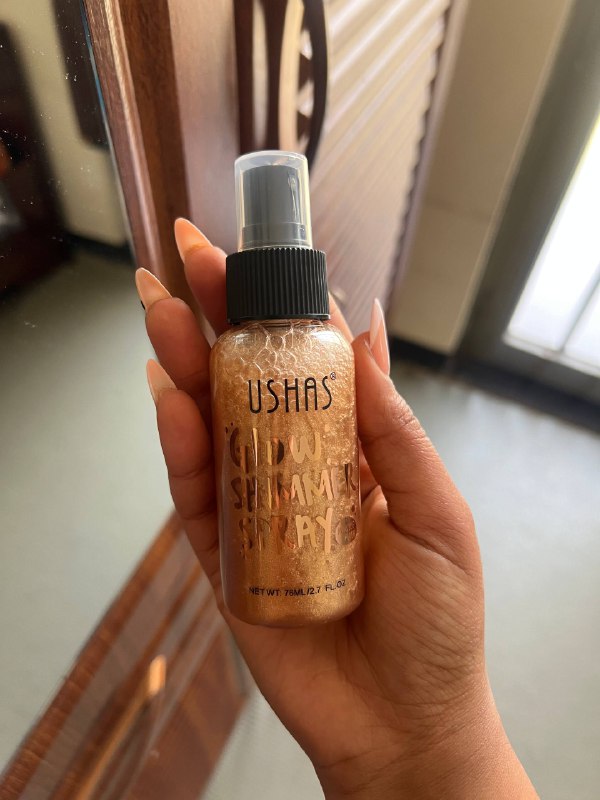 USHAS®
GLOW
SHIMMER
SPRAY
NET WT. 78ML/2.7 FL.OZ